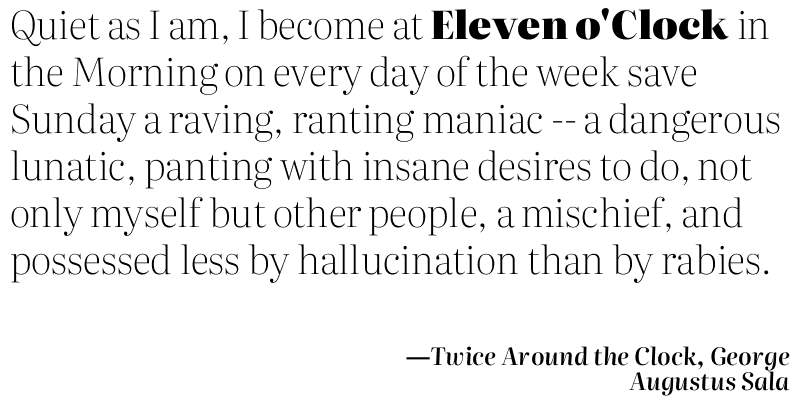 Quiet as I am, I become at Eleven o'Clock in
the Morning on every day of the week save
Sunday a raving, ranting maniac -- a dangerous
lunatic, panting with insane desires to do, not
only myself but other people, a mischief, and
possessed less by hallucination than by rabies.
—Twice Around the Clock, George
Augustus Sala